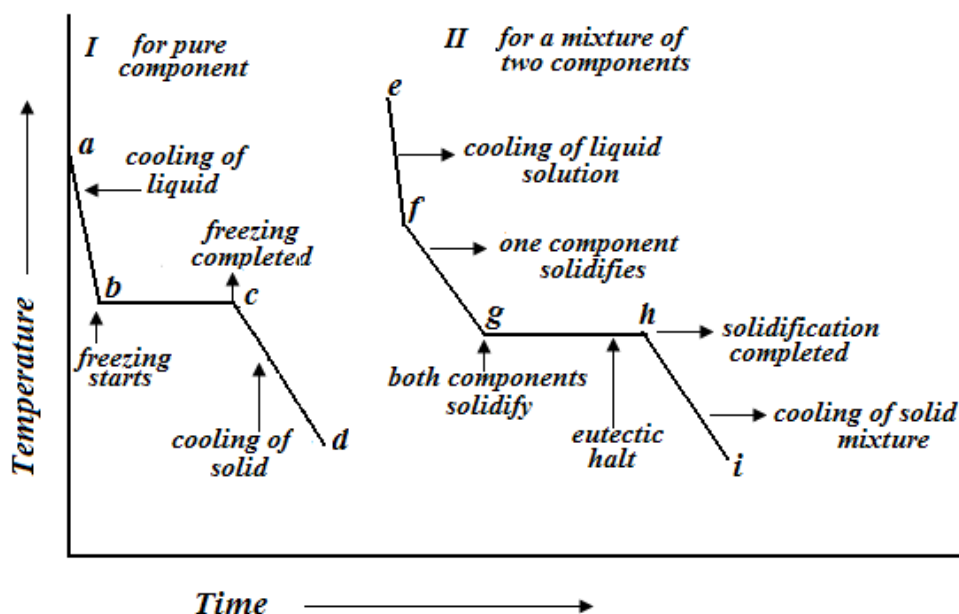 I for pure
component
II for a mixture of
two components
a
cooling of
liquid
b
freezing
starts
freezing
completed
c
cooling of
solid
d
e
cooling of liquid
solution
f
one component
solidifies
g
both components
solidify
h
solidification
completed
eutectic
halt
cooling of solid
mixture
i
Temperature
Time